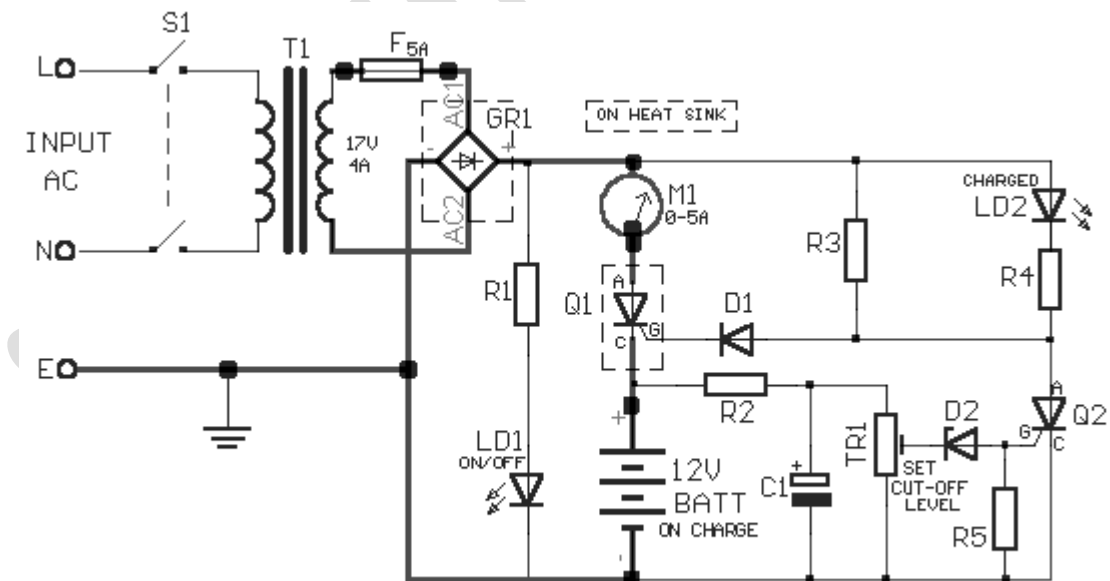 S1
L
T1
F5A
INPUT
AC
17V
4A
AC1
AC2
GR1
-
+
ON HEAT SINK
M1
0-5A
CHARGED
LD2
N
R1
R3
R4
Q1
A
G
C
D1
E
R2
LD1
ON/OFF
+
12V
BATT
ON CHARGE
-
C1
+
TR1
SET
CUT-OFF
LEVEL
D2
A
G
C
Q2
R5